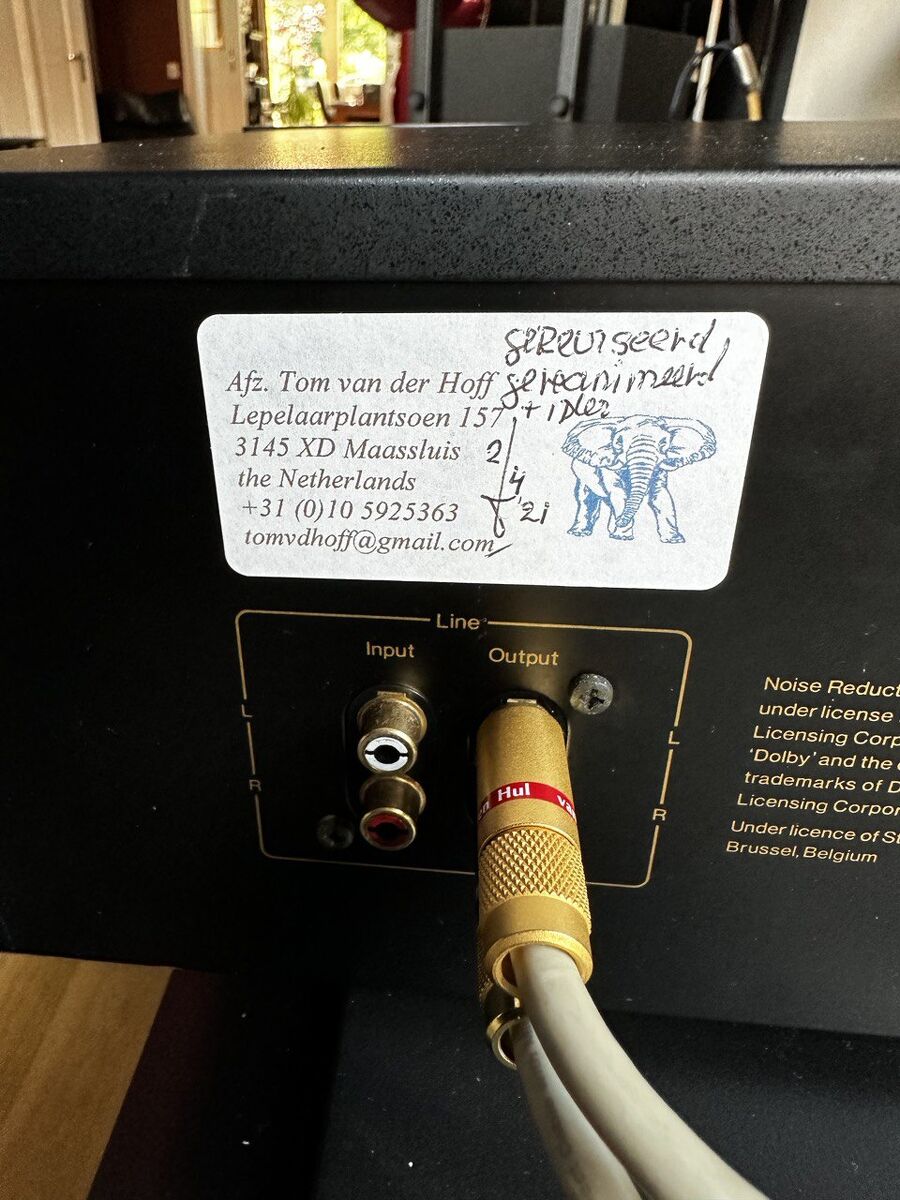 gereviseerd
gereanimeerd
+ idler
Afz. Tom van der Hoff
Lepelaarplantsoen 157
3145 XD Maassluis
the Netherlands
+31 (0)10 5925363
tomvdhoff@gmail.com
2
4
'21
Line
Input
Output
L
R
L
R
en Hul va
Noise Reduct
under license
Licensing Corp
'Dolby' and the
trademarks of D
Licensing Corpor
Under licence of St
Brussel, Belgium